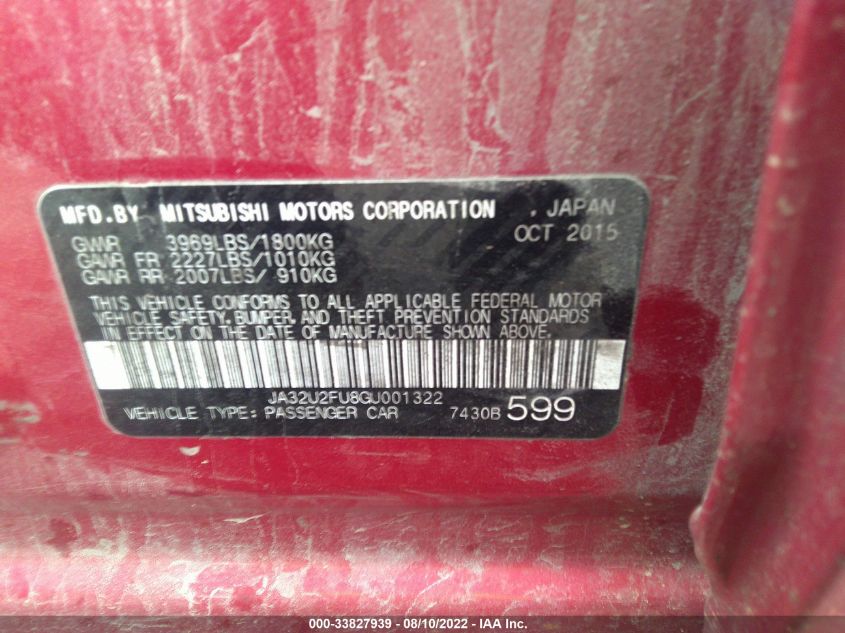 MFD.BY MITSUBISHI MOTORS CORPORATION , JAPAN
OCT 2015
GVWR 3969LBS/1800KG
GAWR FR 2227LBS/1010KG
GAWR RR 2007LBS/ 910KG
THIS VEHICLE CONFORMS TO ALL APPLICABLE FEDERAL MOTOR
VEHICLE SAFETY, BUMPER, AND THEFT PREVENTION STANDARDS
IN EFFECT ON THE DATE OF MANUFACTURE SHOWN ABOVE.
JA32U2FU8GU001322
VEHICLE TYPE: PASSENGER CAR 7430B 599
000-33827939 - 08/10/2022 - IAA Inc.